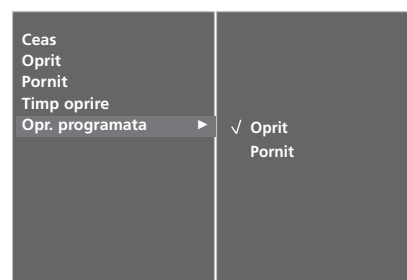 Ceas
Oprit
Pornit
Timp oprire
Opr. programata ►
√ Oprit
Pornit